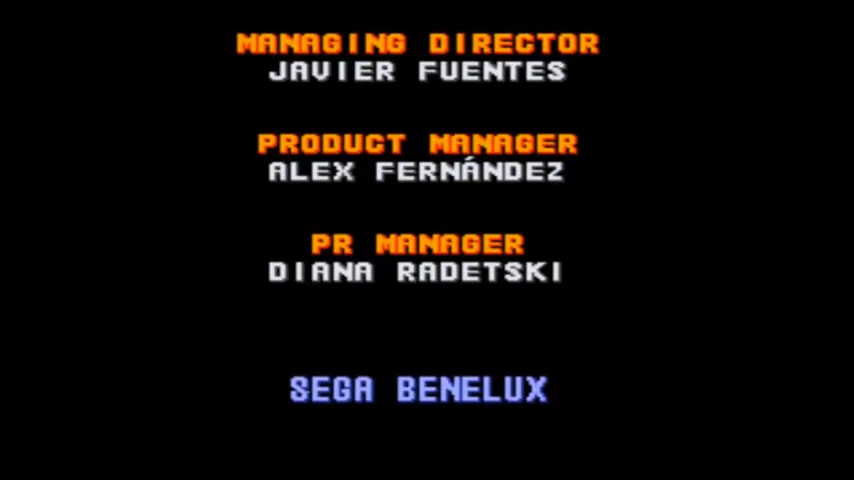 MANAGING DIRECTOR
JAVIER FUENTES
PRODUCT MANAGER
ALEX FERNÁNDEZ
PR MANAGER
DIANA RADETSKI
SEGA BENELUX